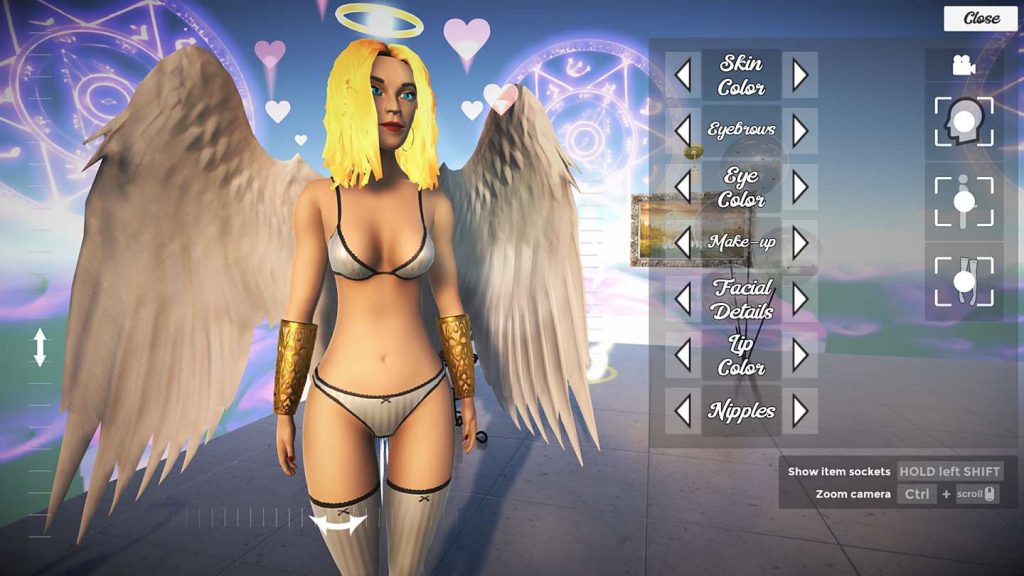 Close
Skin
Color
Eyebrows
Eye
Color
Make-up
Facial
Details
Lip
Color
Nipples
Show item sockets HOLD left SHIFT
Zoom camera Ctrl + scroll